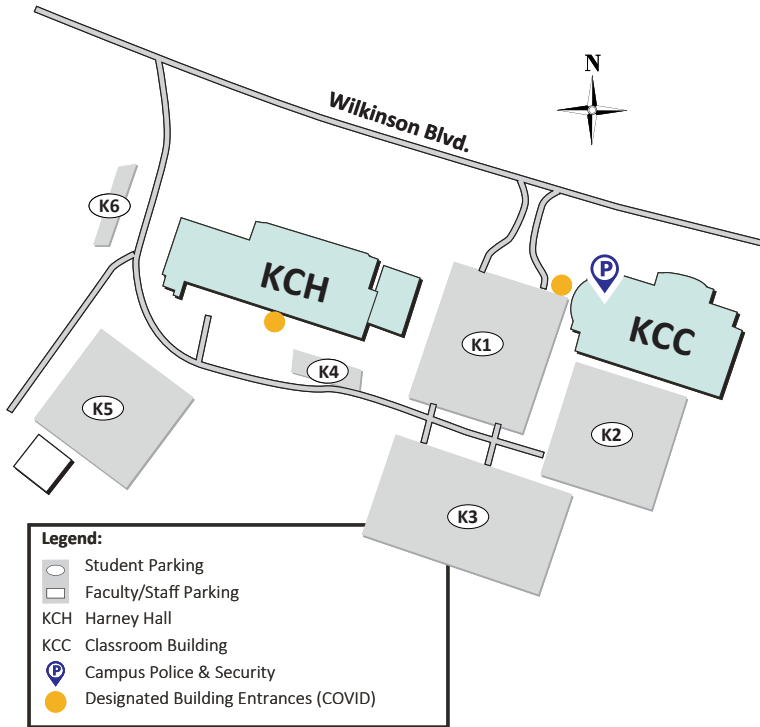 N
Wilkinson Blvd.
K6
P
KCH
KCC
K1
K4
K5
K2
K3
Legend:
Student Parking
Faculty/Staff Parking
KCH Harney Hall
KCC Classroom Building
P Campus Police & Security
Designated Building Entrances (COVID)